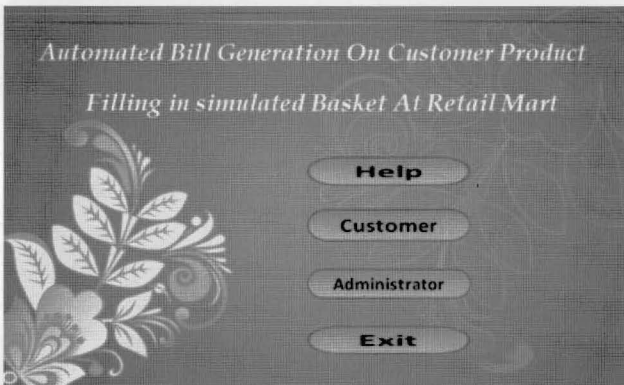 Automated Bill Generation On Customer Product
Filling in simulated Basket At Retail Mart
Help
Customer
Administrator
Exit